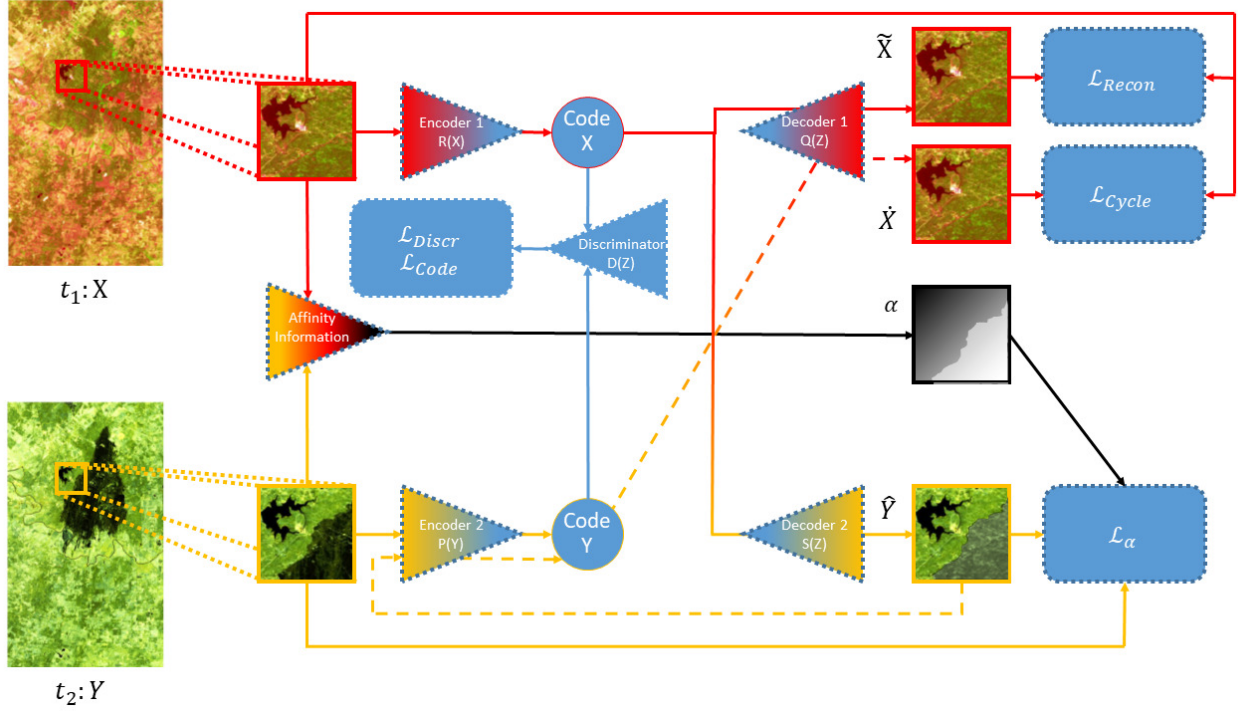 t₁: X
Encoder 1
R(X)
Code
X
Decoder 1
Q(Z)
X̃
ℒ_Recon
Ẋ
ℒ_Cycle
ℒ_Discr
ℒ_Code
Discriminator
D(Z)
Affinity
Information
α
t₂: Y
Encoder 2
P(Y)
Code
Y
Decoder 2
S(Z)
Ŷ
ℒ_α